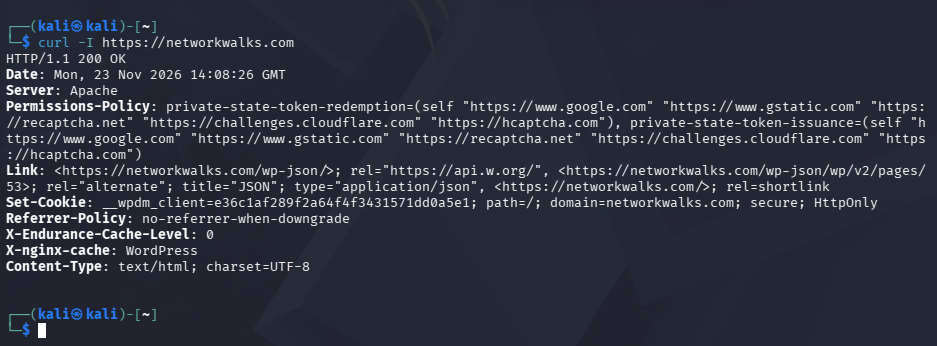 ┌──(kali㉿kali)-[~]
└─$ curl -I https://networkwalks.com
HTTP/1.1 200 OK
Date: Mon, 23 Nov 2026 14:08:26 GMT
Server: Apache
Permissions-Policy: private-state-token-redemption=(self "https://www.google.com" "https://www.gstatic.com" "https:
//recaptcha.net" "https://challenges.cloudflare.com" "https://hcaptcha.com"), private-state-token-issuance=(self "h
ttps://www.google.com" "https://www.gstatic.com" "https://recaptcha.net" "https://challenges.cloudflare.com" "https
://hcaptcha.com")
Link: <https://networkwalks.com/wp-json/>; rel="https://api.w.org/", <https://networkwalks.com/wp-json/wp/v2/pages/
53>; rel="alternate"; title="JSON"; type="application/json", <https://networkwalks.com/>; rel=shortlink
Set-Cookie: __wpdm_client=e36c1af289f2a64f4f3431571dd0a5e1; path=/; domain=networkwalks.com; secure; HttpOnly
Referrer-Policy: no-referrer-when-downgrade
X-Endurance-Cache-Level: 0
X-nginx-cache: WordPress
Content-Type: text/html; charset=UTF-8
┌──(kali㉿kali)-[~]
└─$